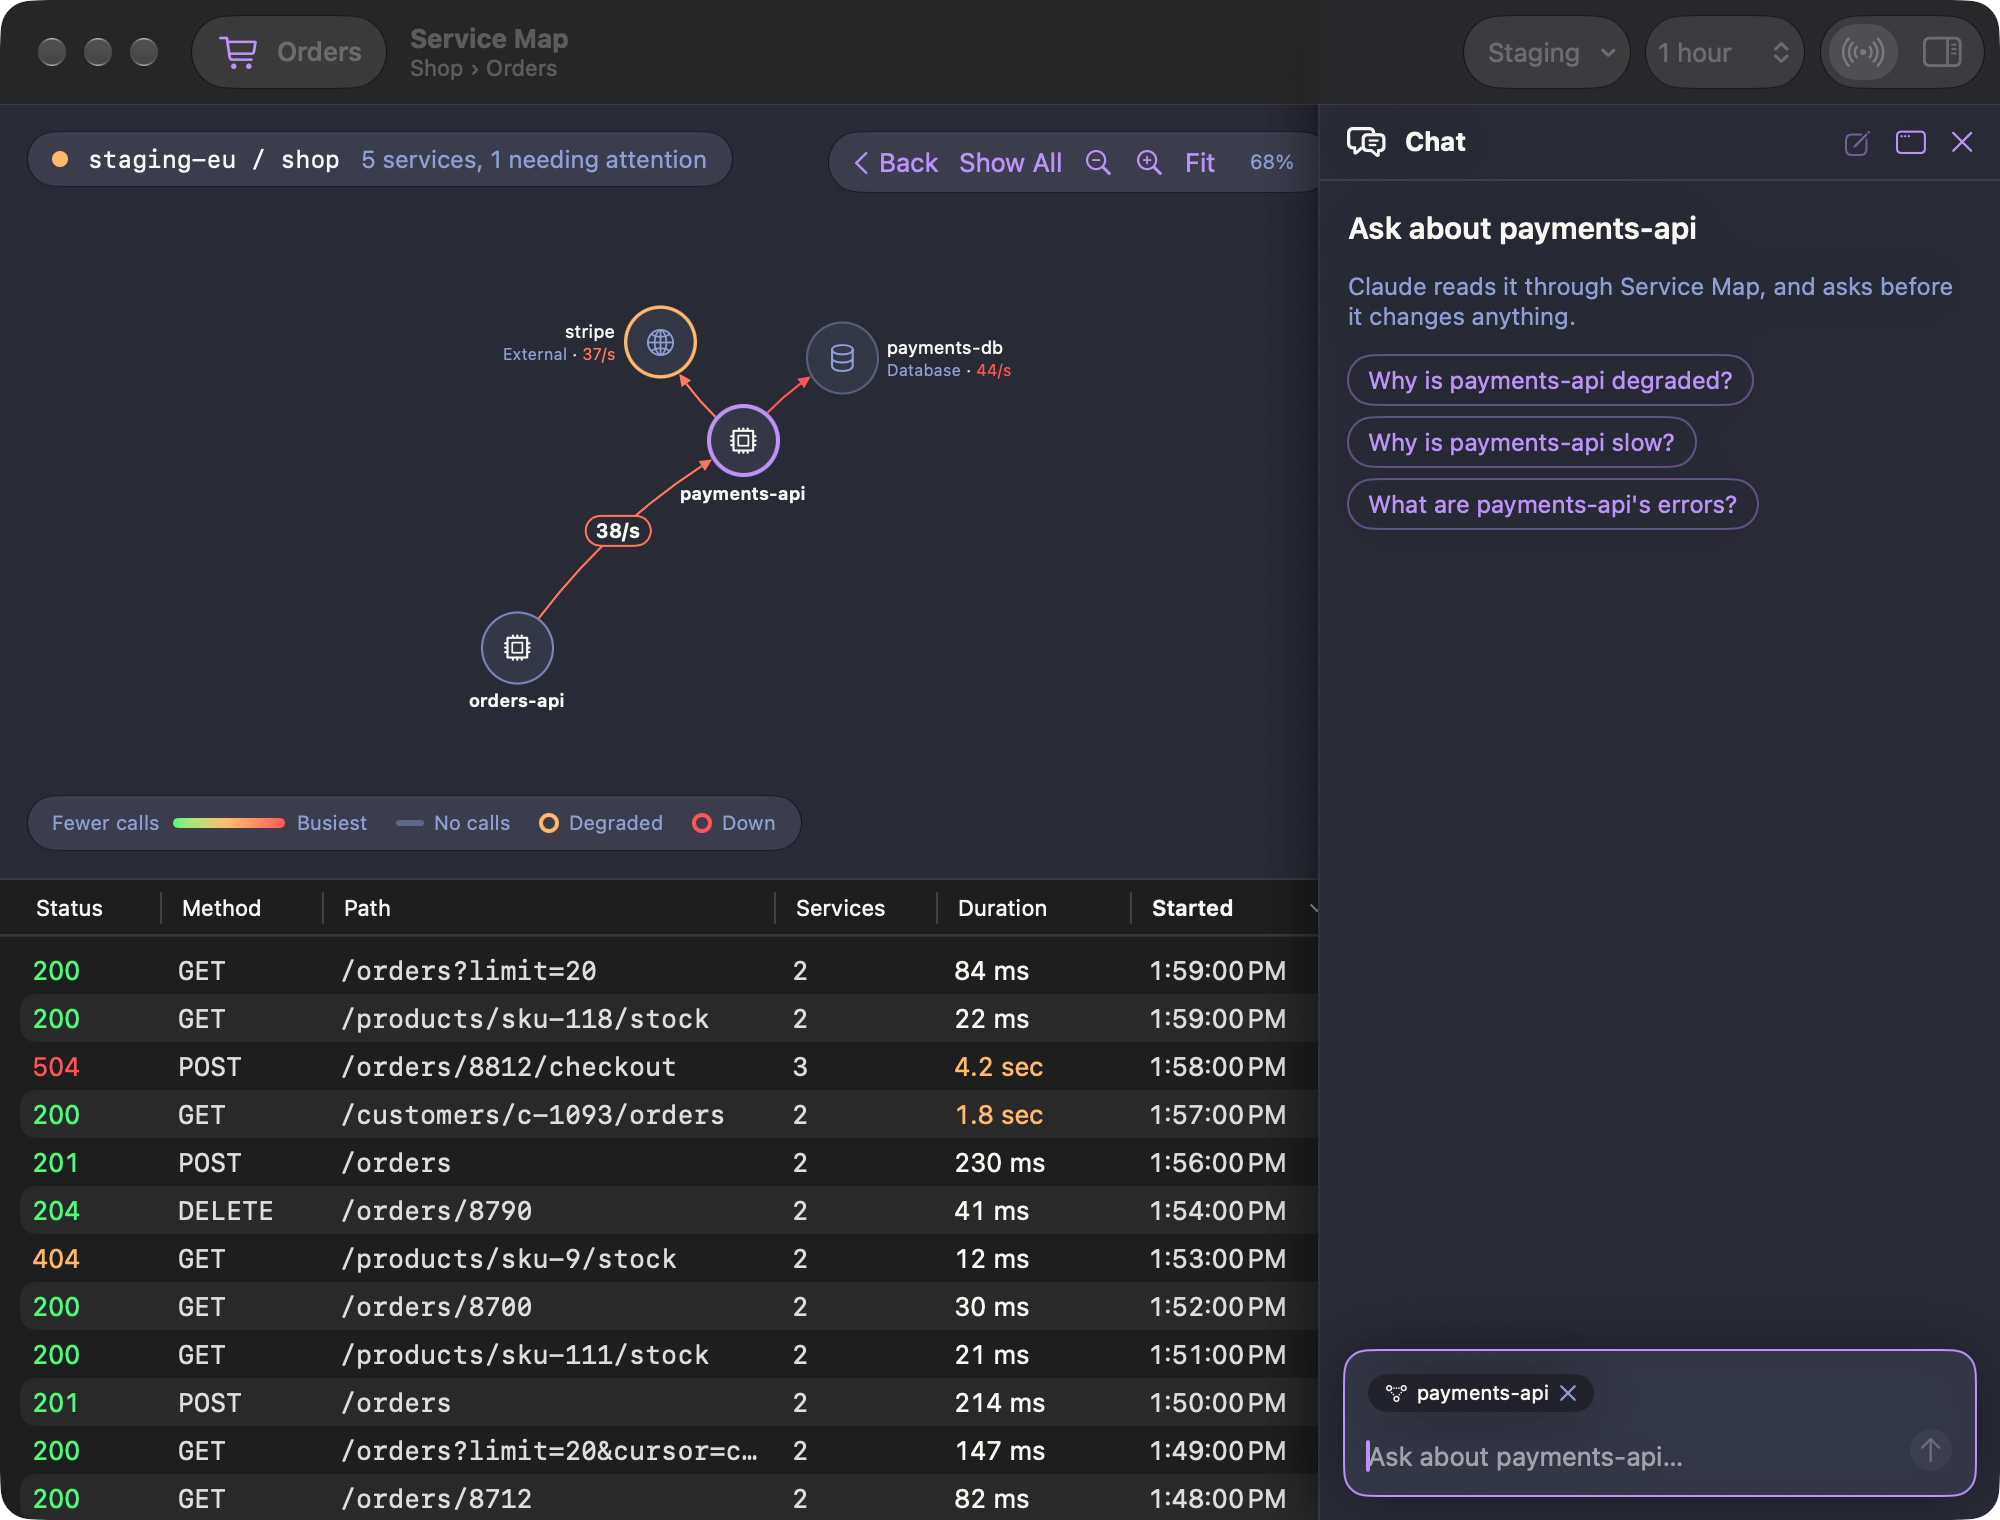 Orders
Service Map
Shop › Orders
Staging
1 hour
staging-eu / shop 5 services, 1 needing attention
Back Show All Fit 68%
stripe
External · 37/s
payments-db
Database · 44/s
payments-api
38/s
orders-api
Fewer calls Busiest No calls Degraded Down
Status Method Path Services Duration Started
200 GET /orders?limit=20 2 84 ms 1:59:00 PM
200 GET /products/sku-118/stock 2 22 ms 1:59:00 PM
504 POST /orders/8812/checkout 3 4.2 sec 1:58:00 PM
200 GET /customers/c-1093/orders 2 1.8 sec 1:57:00 PM
201 POST /orders 2 230 ms 1:56:00 PM
204 DELETE /orders/8790 2 41 ms 1:54:00 PM
404 GET /products/sku-9/stock 2 12 ms 1:53:00 PM
200 GET /orders/8700 2 30 ms 1:52:00 PM
200 GET /products/sku-111/stock 2 21 ms 1:51:00 PM
201 POST /orders 2 214 ms 1:50:00 PM
200 GET /orders?limit=20&cursor=c… 2 147 ms 1:49:00 PM
200 GET /orders/8712 2 82 ms 1:48:00 PM
Chat
Ask about payments-api
Claude reads it through Service Map, and asks before
it changes anything.
Why is payments-api degraded?
Why is payments-api slow?
What are payments-api's errors?
payments-api
Ask about payments-api...